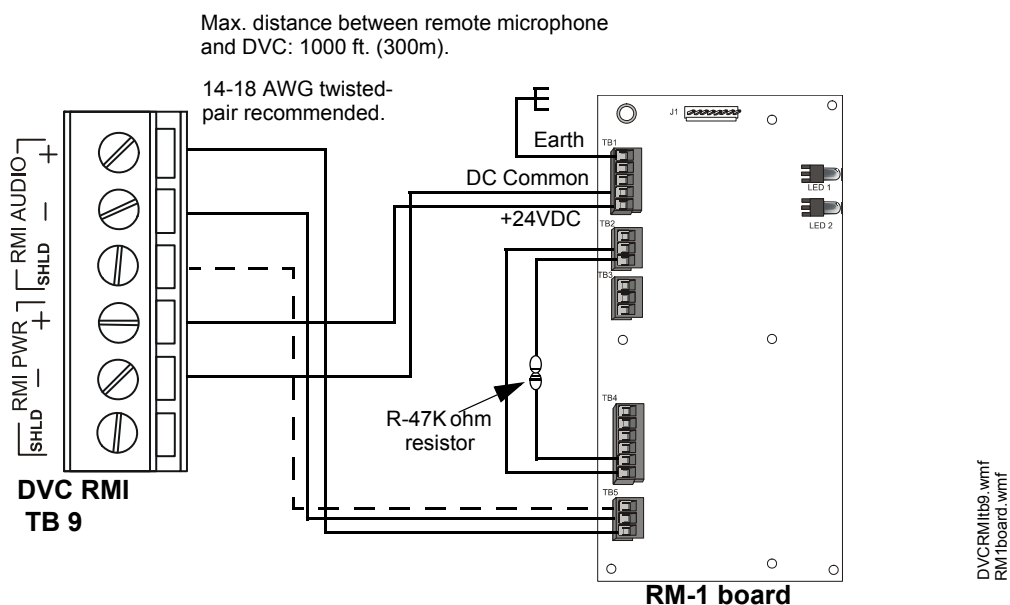 Max. distance between remote microphone
and DVC: 1000 ft. (300m).
14-18 AWG twisted-
pair recommended.
SHLD
RMI AUDIO
+
—
SHLD
RMI PWR
+
—
DVC RMI
TB 9
Earth
DC Common
+24VDC
R-47K ohm
resistor
J1
TB1
LED 1
LED 2
TB2
TB3
TB4
TB5
RM-1 board
DVCRMItb9.wmf
RM1board.wmf